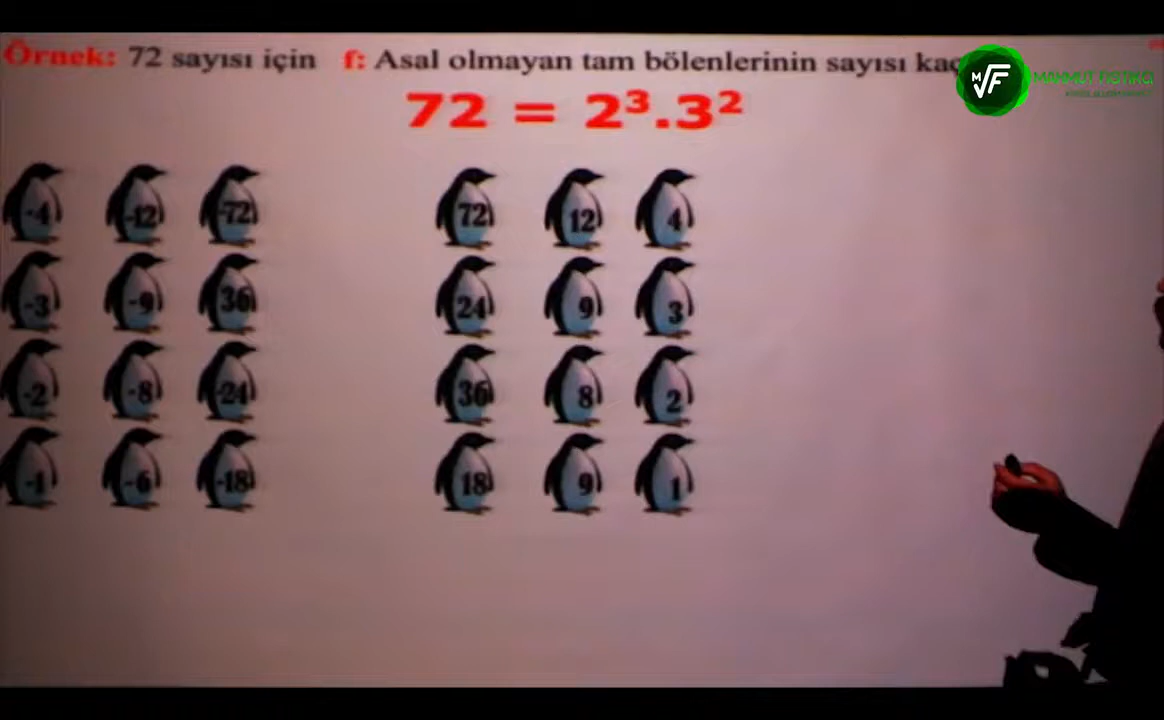 Örnek: 72 sayısı için f: Asal olmayan tam bölenlerinin sayısı kaç
72 = 2³.3²
-4 -12 -72 72 12 4
-3 -9 36 24 9 3
-2 -8 -24 36 8 2
-1 -6 -18 18 9 1
M√F
MAHMUT